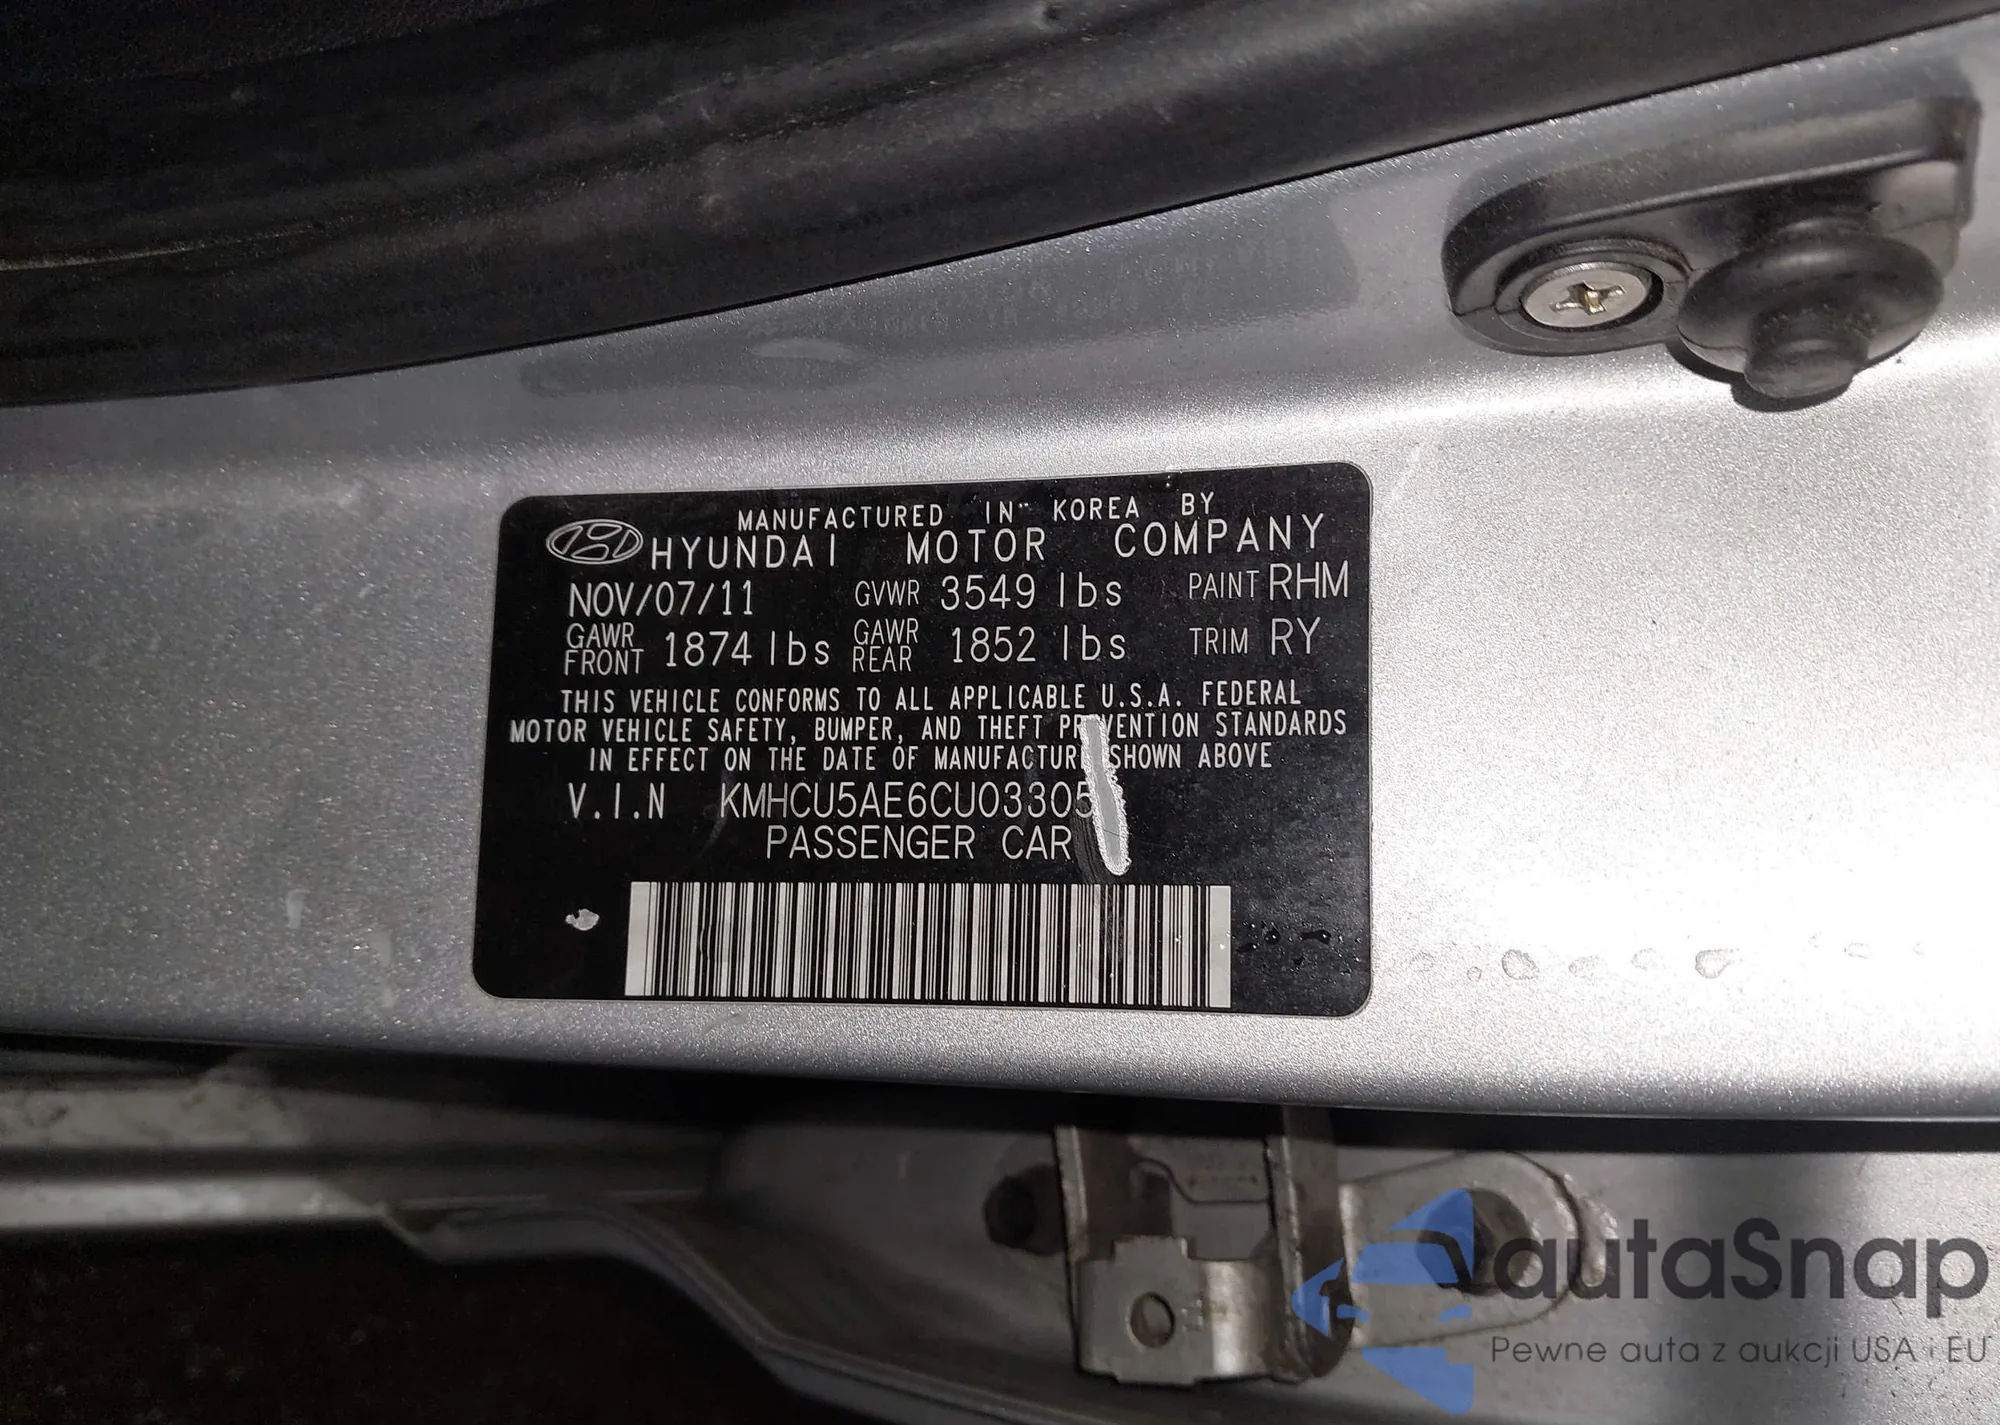 MANUFACTURED IN KOREA BY
HYUNDAI MOTOR COMPANY
NOV/07/11 GVWR 3549 lbs PAINT RHM
GAWR FRONT 1874 lbs GAWR REAR 1852 lbs TRIM RY
THIS VEHICLE CONFORMS TO ALL APPLICABLE U.S.A. FEDERAL
MOTOR VEHICLE SAFETY, BUMPER, AND THEFT PREVENTION STANDARDS
IN EFFECT ON THE DATE OF MANUFACTURE SHOWN ABOVE
V.I.N KMHCU5AE6CU03305
PASSENGER CAR
autaSnap
Pewne auta z aukcji USA i EU